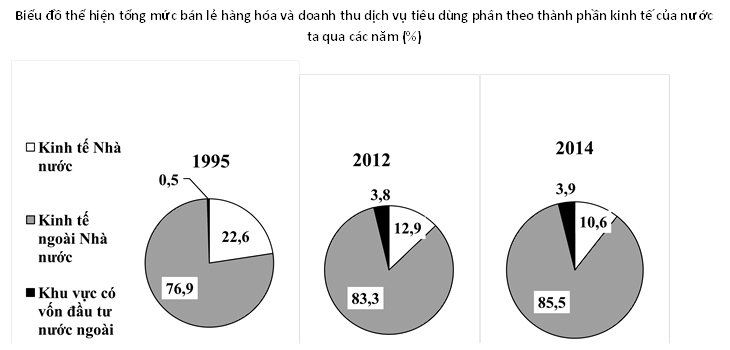 Biểu đồ thể hiện tổng mức bán lẻ hàng hóa và doanh thu dịch vụ tiêu dùng phân theo thành phần kinh tế của nước
ta qua các năm (%)
Kinh tế Nhà
nước
Kinh tế
ngoài Nhà
nước
Khu vực có
vốn đầu tư
nước ngoài
1995
0,5
22,6
76,9
2012
3,8
12,9
83,3
2014
3,9
10,6
85,5